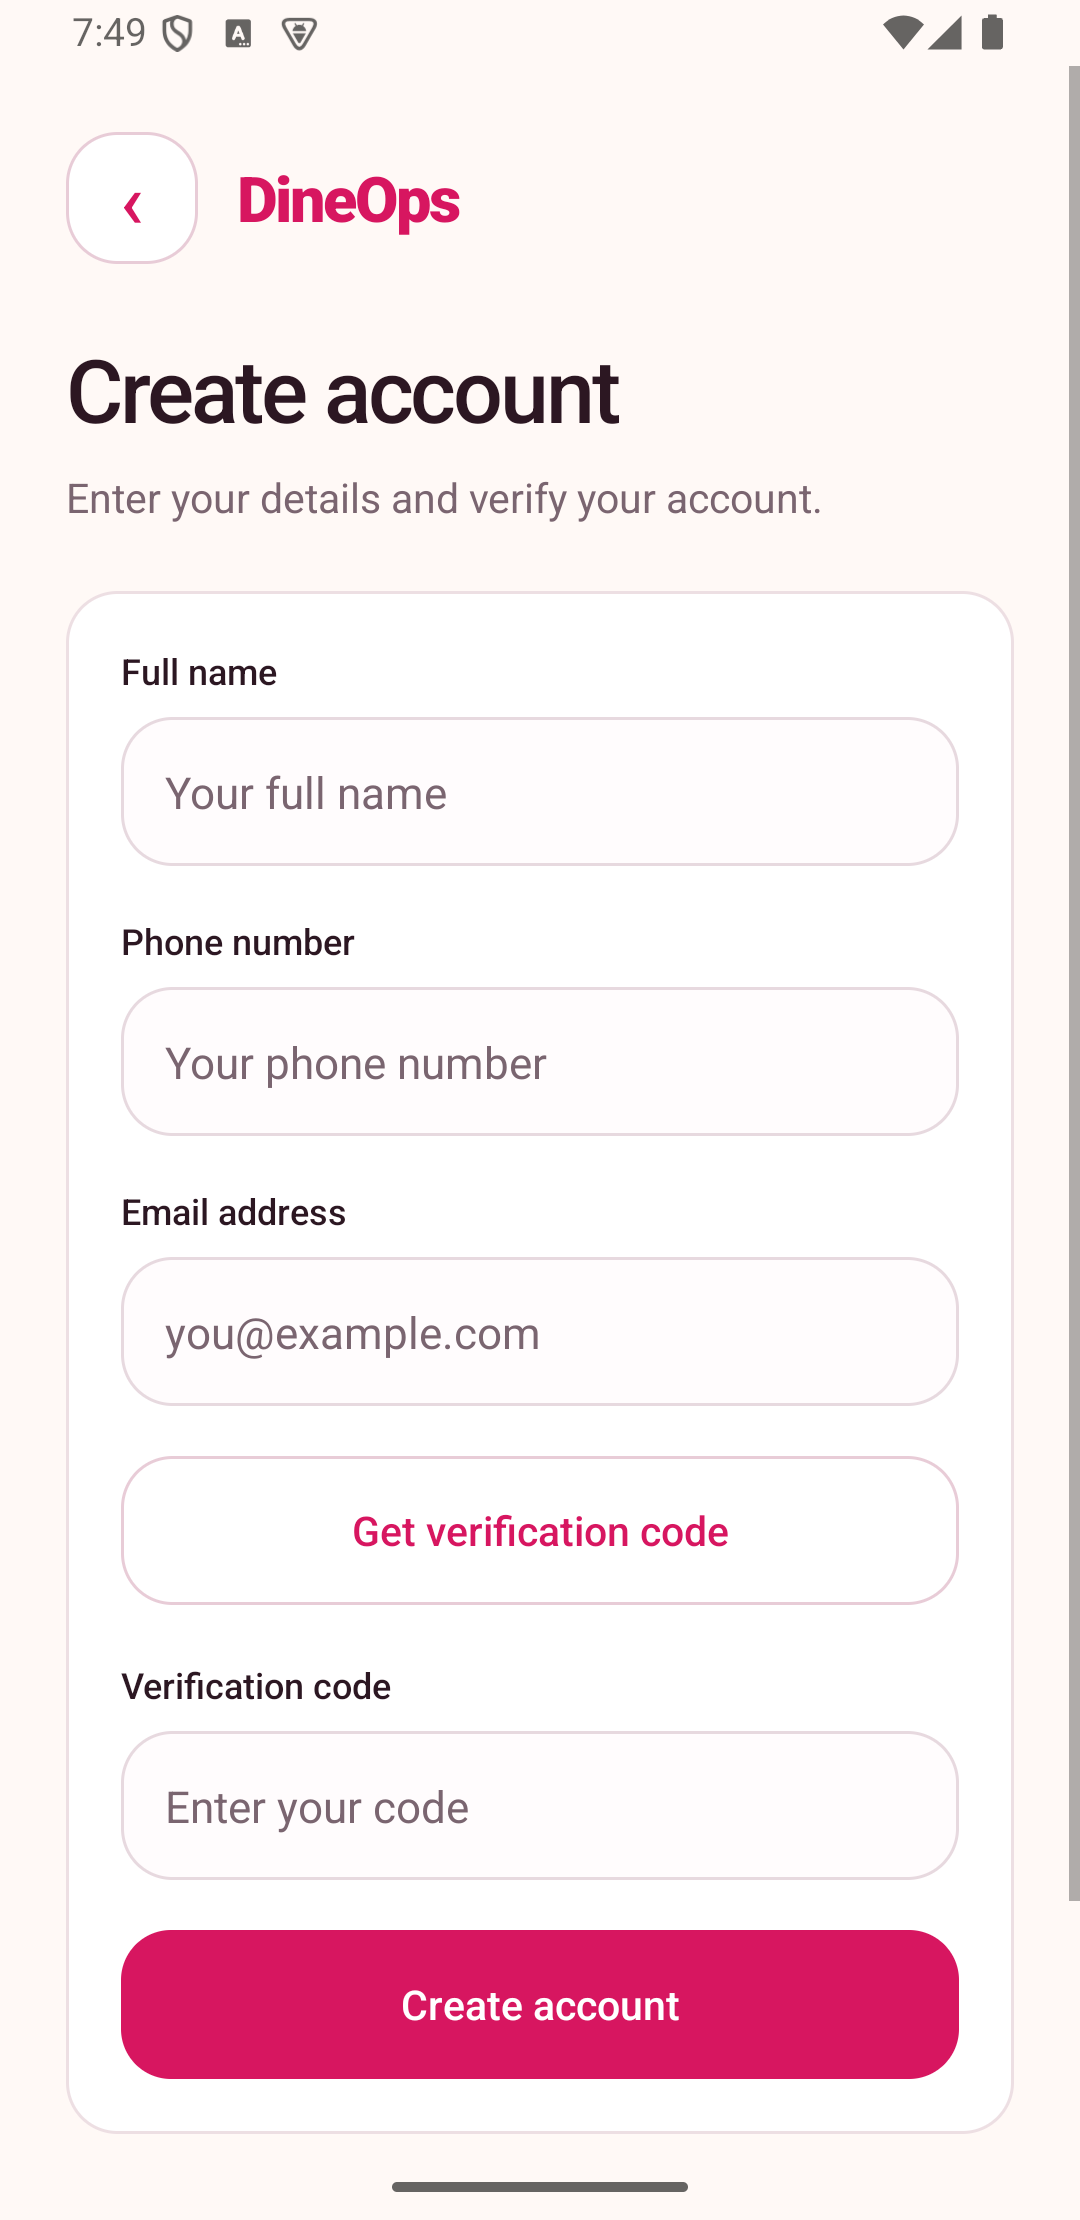 7:49
DineOps
Create account
Enter your details and verify your account.
Full name
Your full name
Phone number
Your phone number
Email address
you@example.com
Get verification code
Verification code
Enter your code
Create account